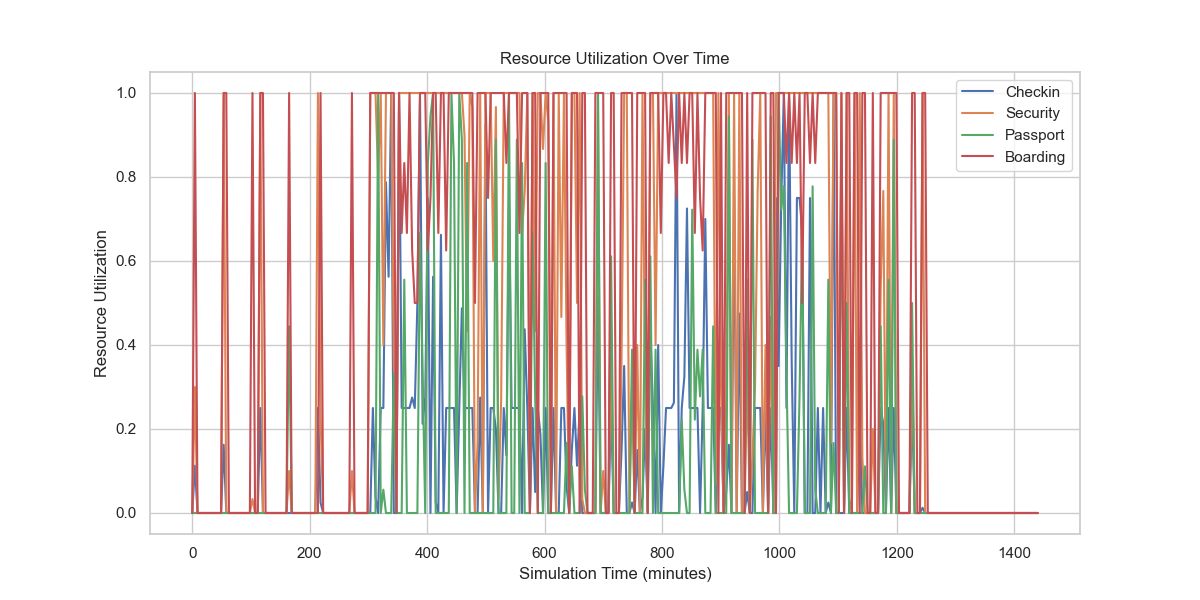 Resource Utilization Over Time
Resource Utilization
1.0
0.8
0.6
0.4
0.2
0.0
Checkin
Security
Passport
Boarding
0 200 400 600 800 1000 1200 1400
Simulation Time (minutes)